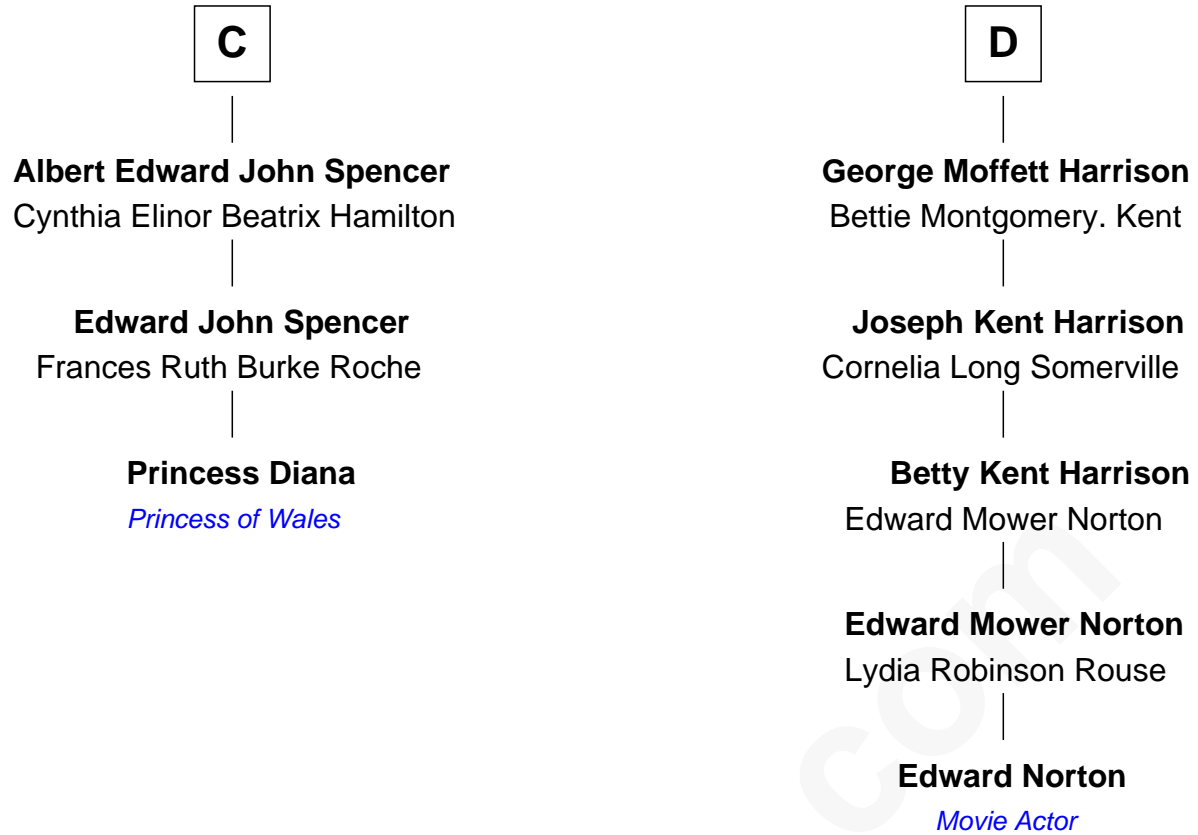 C
Albert Edward John Spencer
Cynthia Elinor Beatrix Hamilton
Edward John Spencer
Frances Ruth Burke Roche
Princess Diana
Princess of Wales
D
George Moffett Harrison
Bettie Montgomery. Kent
Joseph Kent Harrison
Cornelia Long Somerville
Betty Kent Harrison
Edward Mower Norton
Edward Mower Norton
Lydia Robinson Rouse
Edward Norton
Movie Actor
com